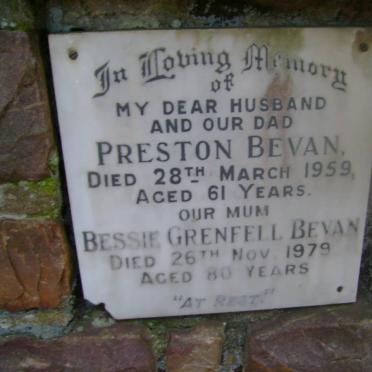 In Loving Memory
of
MY DEAR HUSBAND
AND OUR DAD
PRESTON BEVAN,
DIED 28TH MARCH 1959,
AGED 61 YEARS.
OUR MUM
BESSIE GRENFELL BEVAN
DIED 26TH NOV. 1979
AGED 80 YEARS
"AT REST."